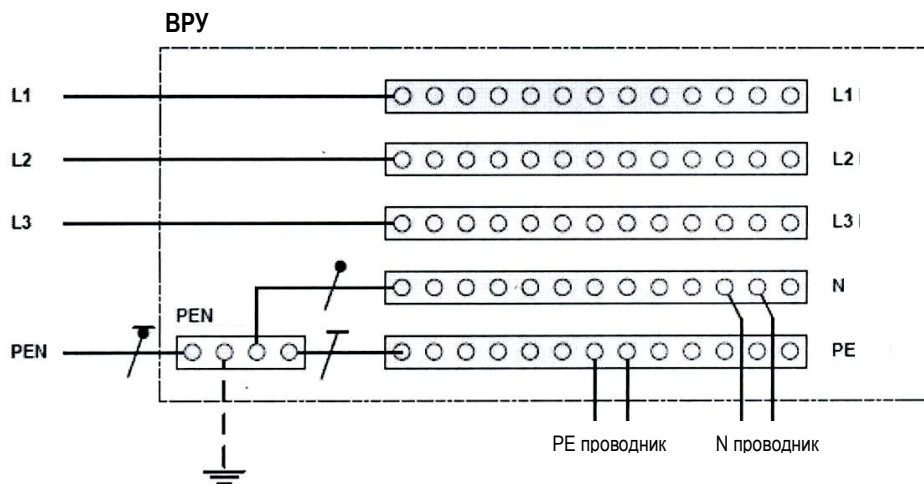 ВРУ
L1 L1
L2 L2
L3 L3
N
PEN
PEN PE
PE проводник N проводник